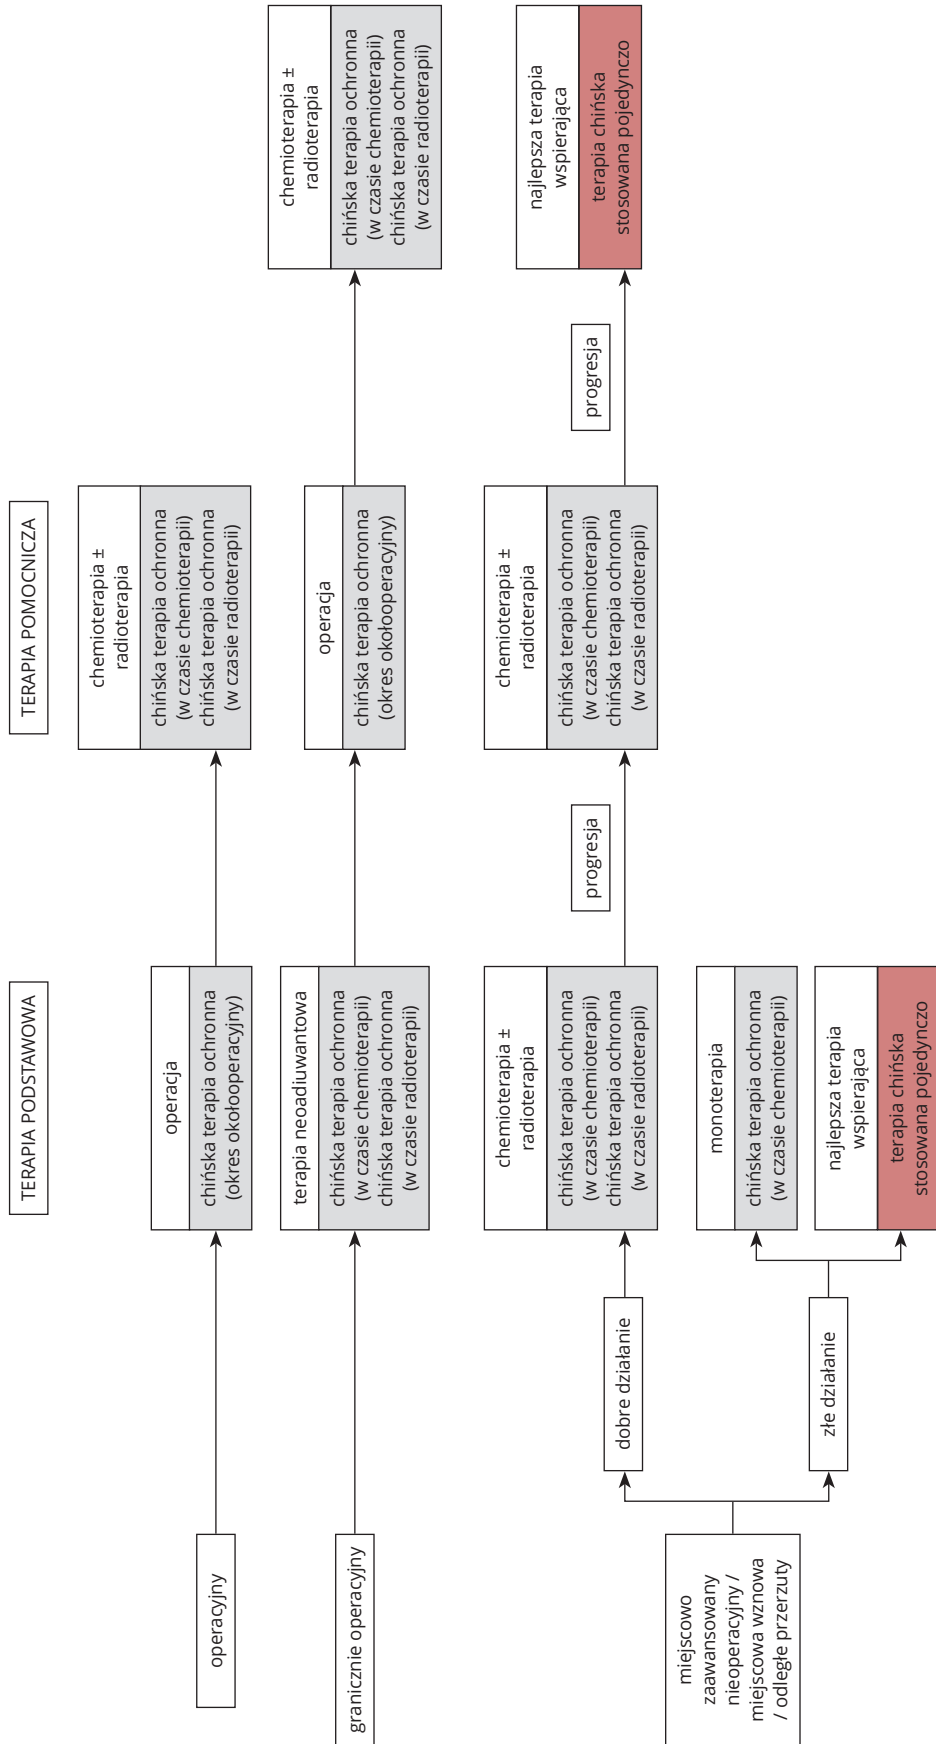 TERAPIA PODSTAWOWA
TERAPIA POMOCNICZA
operacyjny
operacja
chińska terapia ochronna
(okres okołooperacyjny)
chemioterapia ±
radioterapia
chińska terapia ochronna
(w czasie chemioterapii)
chińska terapia ochronna
(w czasie radioterapii)
granicznie operacyjny
terapia neoadiuwantowa
chińska terapia ochronna
(w czasie chemioterapii)
chińska terapia ochronna
(w czasie radioterapii)
operacja
chińska terapia ochronna
(okres okołooperacyjny)
chemioterapia ±
radioterapia
chińska terapia ochronna
(w czasie chemioterapii)
chińska terapia ochronna
(w czasie radioterapii)
miejscowo
zaawansowany
nieoperacyjny /
miejscowa wznowa
/ odległe przerzuty
dobre działanie
chemioterapia ±
radioterapia
chińska terapia ochronna
(w czasie chemioterapii)
chińska terapia ochronna
(w czasie radioterapii)
progresja
chemioterapia ±
radioterapia
chińska terapia ochronna
(w czasie chemioterapii)
chińska terapia ochronna
(w czasie radioterapii)
progresja
najlepsza terapia
wspierająca
terapia chińska
stosowana pojedynczo
złe działanie
monoterapia
chińska terapia ochronna
(w czasie chemioterapii)
najlepsza terapia
wspierająca
terapia chińska
stosowana pojedynczo